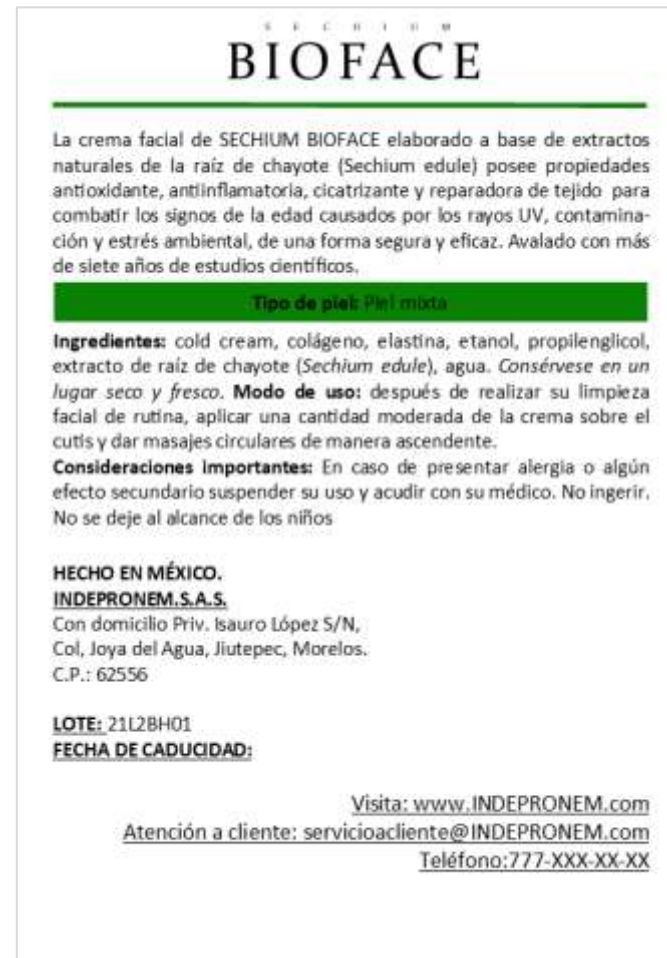 SECHIUM
BIOFACE
La crema facial de SECHIUM BIOFACE elaborado a base de extractos
naturales de la raíz de chayote (Sechium edule) posee propiedades
antioxidante, antiinflamatoria, cicatrizante y reparadora de tejido para
combatir los signos de la edad causados por los rayos UV, contamina-
ción y estrés ambiental, de una forma segura y eficaz. Avalado con más
de siete años de estudios científicos.
Tipo de piel: Piel mixta
Ingredientes: cold cream, colágeno, elastina, etanol, propilenglicol,
extracto de raíz de chayote (Sechium edule), agua. Consérvese en un
lugar seco y fresco. Modo de uso: después de realizar su limpieza
facial de rutina, aplicar una cantidad moderada de la crema sobre el
cutis y dar masajes circulares de manera ascendente.
Consideraciones importantes: En caso de presentar alergia o algún
efecto secundario suspender su uso y acudir con su médico. No ingerir.
No se deje al alcance de los niños
HECHO EN MÉXICO.
INDEPRONEM.S.A.S.
Con domicilio Priv. Isauro López S/N,
Col, Joya del Agua, Jiutepec, Morelos.
C.P.: 62556
LOTE: 21L2BH01
FECHA DE CADUCIDAD:
Visita: www.INDEPRONEM.com
Atención a cliente: servicioacliente@INDEPRONEM.com
Teléfono:777-XXX-XX-XX